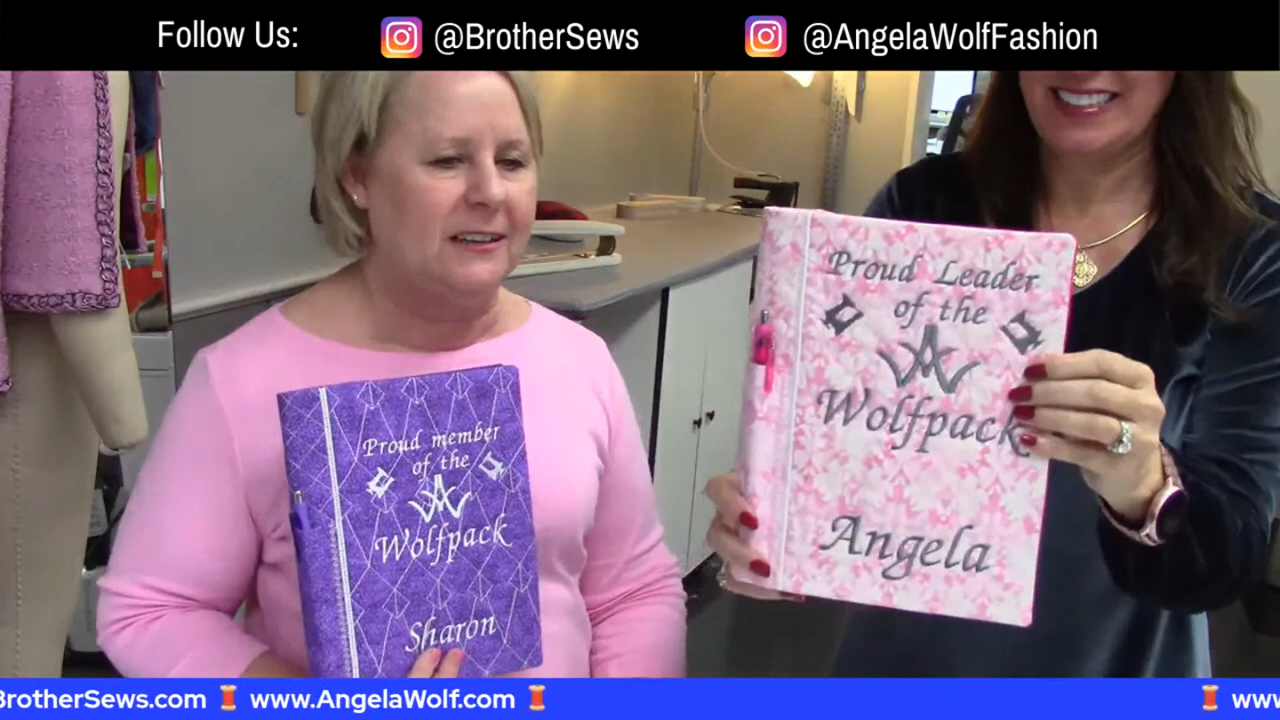 Follow Us: @BrotherSews @AngelaWolfFashion
Proud Leader
of the
Wolfpack
Angela
Proud member
of the
Wolfpack
Sharon
BrotherSews.com www.AngelaWolf.com www